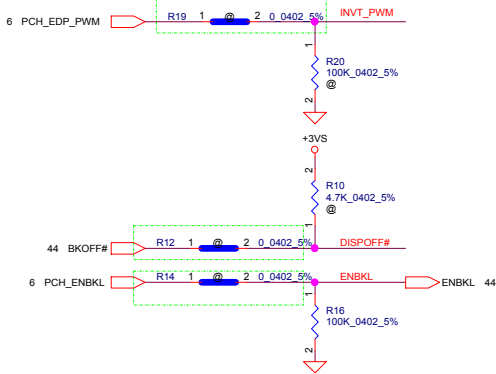 6 PCH_EDP_PWM R19 1 @ 2 0_0402_5% INVT_PWM
1
R20
100K_0402_5%
@
2
+3VS
2
R10
4.7K_0402_5%
@
1
44 BKOFF# R12 1 @ 2 0_0402_5% DISPOFF#
6 PCH_ENBKL R14 1 @ 2 0_0402_5% ENBKL ENBKL 44
1
R16
100K_0402_5%
2